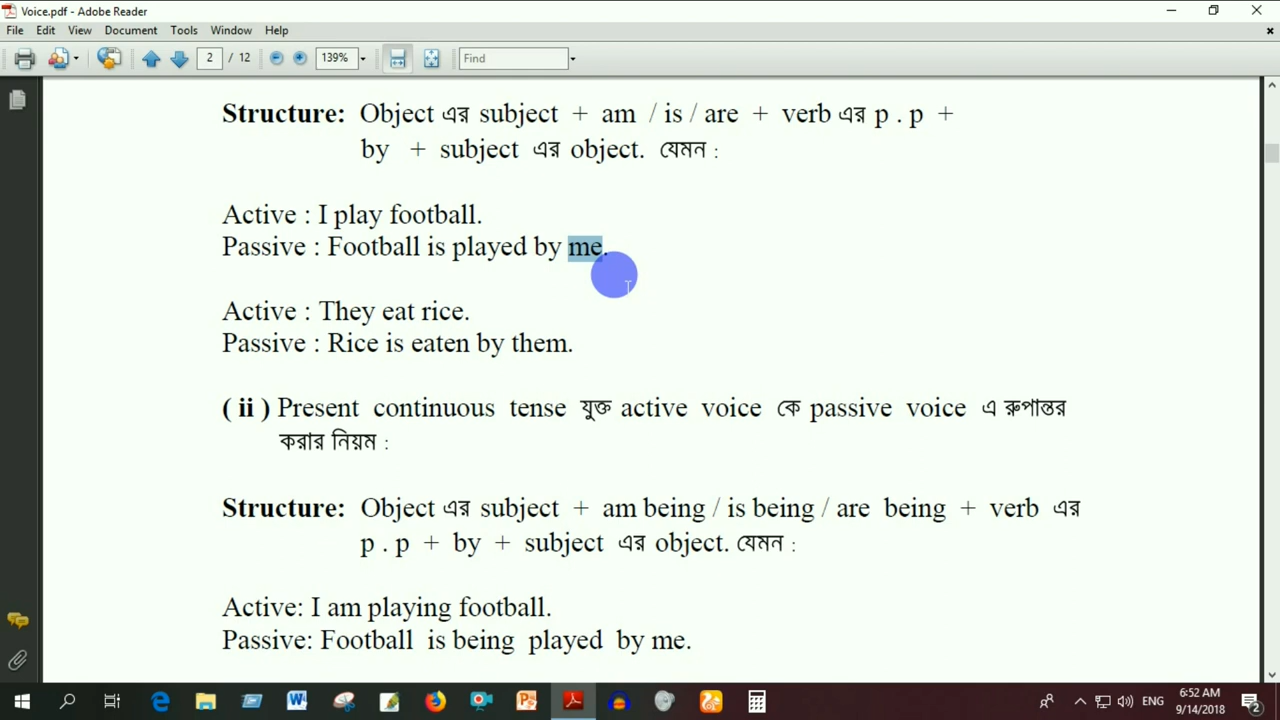 Voice.pdf - Adobe Reader
File Edit View Document Tools Window Help
2 / 12 139% Find
Structure: Object এর subject + am / is / are + verb এর p . p +
by + subject এর object. যেমন :
Active : I play football.
Passive : Football is played by me.
Active : They eat rice.
Passive : Rice is eaten by them.
( ii ) Present continuous tense যুক্ত active voice কে passive voice এ রুপান্তর
করার নিয়ম :
Structure: Object এর subject + am being / is being / are being + verb এর
p . p + by + subject এর object. যেমন :
Active: I am playing football.
Passive: Football is being played by me.
ENG
6:52 AM
9/14/2018
2